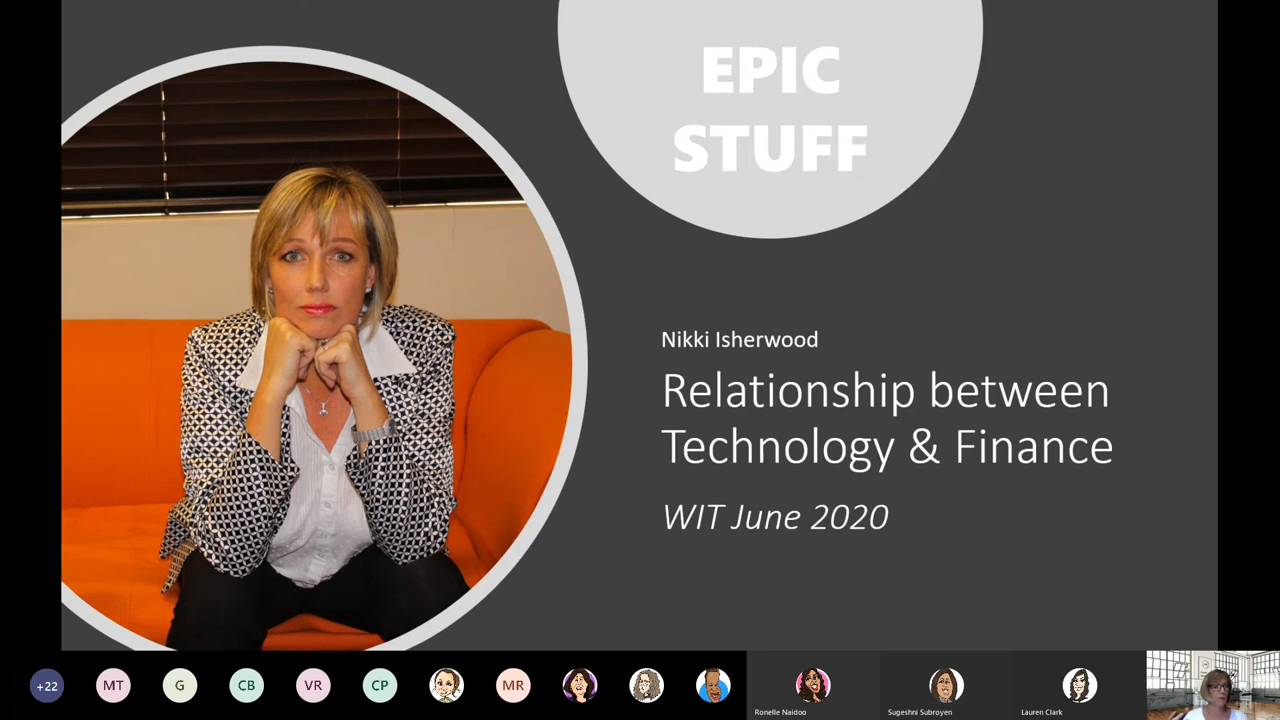 EPIC
STUFF
Nikki Isherwood
Relationship between
Technology & Finance
WIT June 2020
+22
MT
G
CB
VR
CP
MR
Ronelle Naidoo
Sugeshni Subroyen
Lauren Clark